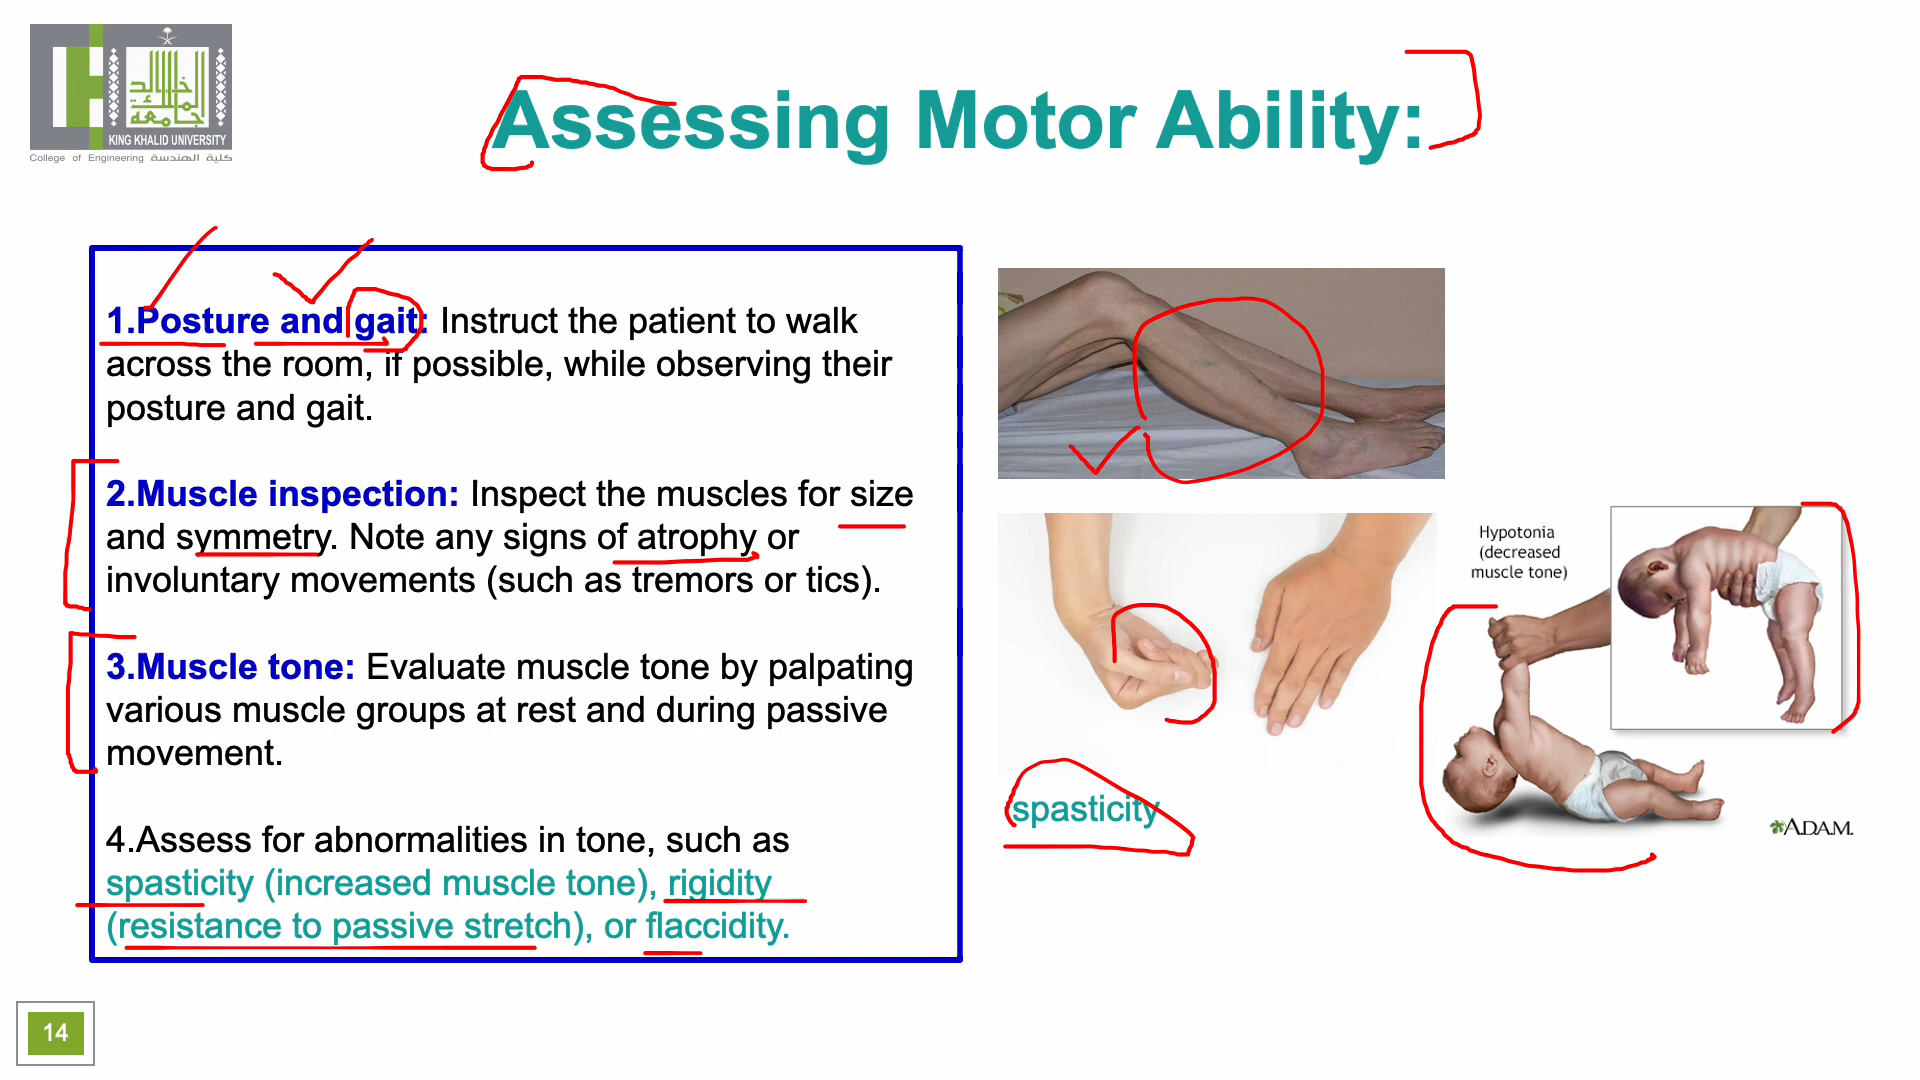 جامعة الملك خالد
KING KHALID UNIVERSITY
College of Engineering كلية الهندسة
Assessing Motor Ability:
1.Posture and gait: Instruct the patient to walk
across the room, if possible, while observing their
posture and gait.
2.Muscle inspection: Inspect the muscles for size
and symmetry. Note any signs of atrophy or
involuntary movements (such as tremors or tics).
3.Muscle tone: Evaluate muscle tone by palpating
various muscle groups at rest and during passive
movement.
4.Assess for abnormalities in tone, such as
spasticity (increased muscle tone), rigidity
(resistance to passive stretch), or flaccidity.
spasticity
Hypotonia
(decreased
muscle tone)
A.D.A.M.
14